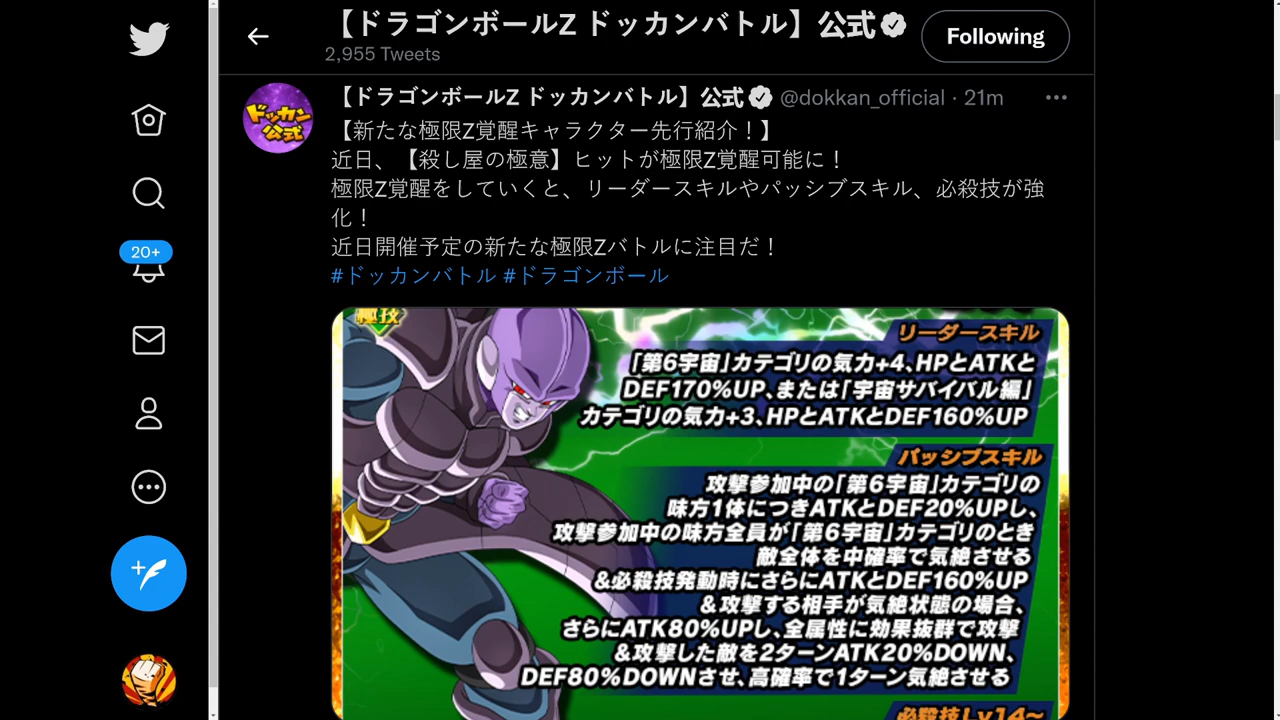 【ドラゴンボールZ ドッカンバトル】公式
2,955 Tweets
Following
ドッカン
公式
【ドラゴンボールZ ドッカンバトル】公式 @dokkan_official · 21m
【新たな極限Z覚醒キャラクター先行紹介！】
近日、【殺し屋の極意】ヒットが極限Z覚醒可能に！
極限Z覚醒をしていくと、リーダースキルやパッシブスキル、必殺技が強
化！
近日開催予定の新たな極限Zバトルに注目だ！
#ドッカンバトル #ドラゴンボール
20+
極技
リーダースキル
「第6宇宙」カテゴリの気力+4、HPとATKと
DEF170%UP、または「宇宙サバイバル編」
カテゴリの気力+3、HPとATKとDEF160%UP
パッシブスキル
攻撃参加中の「第6宇宙」カテゴリの
味方1体につきATKとDEF20%UPし、
攻撃参加中の味方全員が「第6宇宙」カテゴリのとき
敵全体を中確率で気絶させる
&必殺技発動時にさらにATKとDEF160%UP
&攻撃する相手が気絶状態の場合、
さらにATK80%UPし、全属性に効果抜群で攻撃
&攻撃した敵を2ターンATK20%DOWN、
DEF80%DOWNさせ、高確率で1ターン気絶させる
必殺技Lv14~